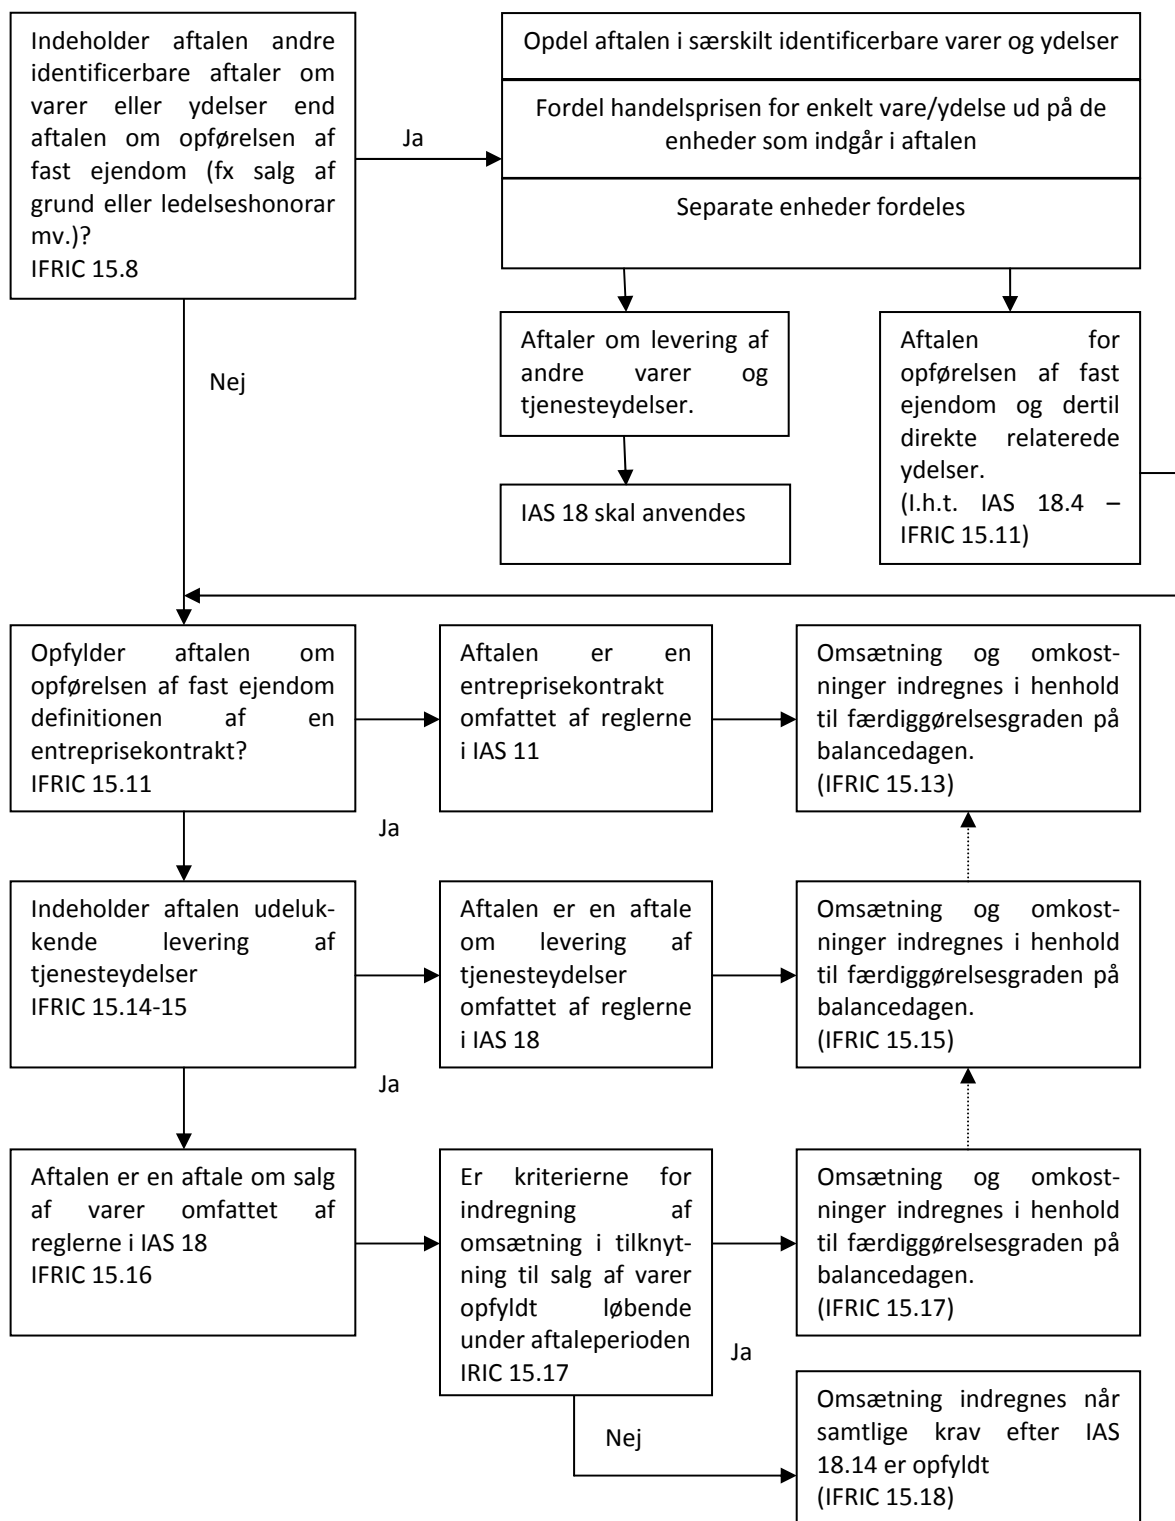 Indeholder aftalen andre
identificerbare aftaler om
varer eller ydelser end
aftalen om opførelsen af
fast ejendom (fx salg af
grund eller ledelseshonorar
mv.)?
IFRIC 15.8
Ja
Opdel aftalen i særskilt identificerbare varer og ydelser
Fordel handelsprisen for enkelt vare/ydelse ud på de
enheder som indgår i aftalen
Separate enheder fordeles
Nej
Aftaler om levering af
andre varer og
tjenesteydelser.
IAS 18 skal anvendes
Aftalen for
opførelsen af fast
ejendom og dertil
direkte relaterede
ydelser.
(I.h.t. IAS 18.4 –
IFRIC 15.11)
Opfylder aftalen om
opførelsen af fast ejendom
definitionen af en
entreprisekontrakt?
IFRIC 15.11
Ja
Aftalen er en
entreprisekontrakt
omfattet af reglerne
i IAS 11
Omsætning og omkost-
ninger indregnes i henhold
til færdiggørelsesgraden på
balancedagen.
(IFRIC 15.13)
Indeholder aftalen udeluk-
kende levering af
tjenesteydelser
IFRIC 15.14-15
Ja
Aftalen er en aftale
om levering af
tjenesteydelser
omfattet af reglerne
i IAS 18
Omsætning og omkost-
ninger indregnes i henhold
til færdiggørelsesgraden på
balancedagen.
(IFRIC 15.15)
Aftalen er en aftale om salg
af varer omfattet af
reglerne i IAS 18
IFRIC 15.16
Er kriterierne for
indregning af
omsætning i tilknyt-
ning til salg af varer
opfyldt løbende
under aftaleperioden
IRIC 15.17
Ja
Omsætning og omkost-
ninger indregnes i henhold
til færdiggørelsesgraden på
balancedagen.
(IFRIC 15.17)
Nej
Omsætning indregnes når
samtlige krav efter IAS
18.14 er opfyldt
(IFRIC 15.18)